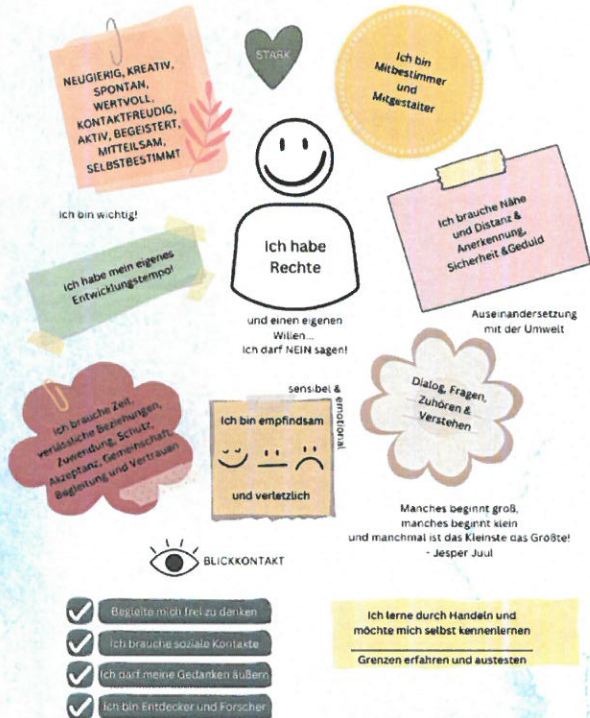 NEUGIERIG, KREATIV,
SPONTAN,
WERTVOLL,
KONTAKTFREUDIG,
AKTIV, BEGEISTERT,
MITTEILSAM,
SELBSTBESTIMMT
STARK
Ich bin
Mitbestimmer
und
Mitgestalter
Ich bin wichtig!
Ich habe
Rechte
Ich brauche Nähe
und Distanz &
Anerkennung,
Sicherheit &Geduld
Ich habe mein eigenes
Entwicklungstempo!
und einen eigenen
Willen...
Ich darf NEIN sagen!
Auseinandersetzung
mit der Umwelt
Ich brauche Zeit,
verlässliche Beziehungen,
Zuwendung, Schutz,
Akzeptanz, Gemeinschaft,
Begleitung und Vertrauen
sensibel &
emotional
Ich bin empfindsam
und verletzlich
Dialog, Fragen,
Zuhören &
Verstehen
Manches beginnt groß,
manches beginnt klein
und manchmal ist das Kleinste das Größte!
- Jesper Juul
BLICKKONTAKT
Begleite mich frei zu denken
Ich brauche soziale Kontakte
Ich darf meine Gedanken äußern
Ich bin Entdecker und Forscher
Ich lerne durch Handeln und
möchte mich selbst kennenlernen
Grenzen erfahren und austesten